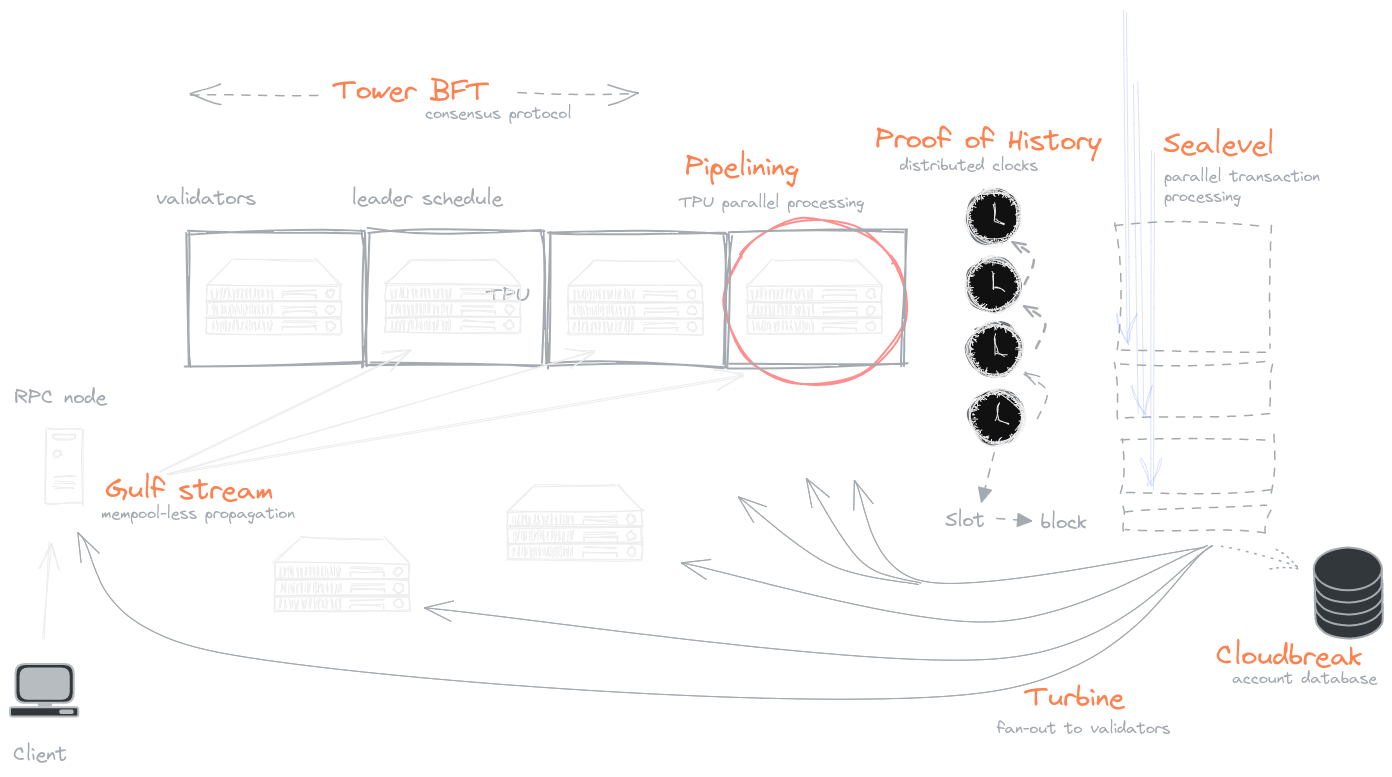 Tower BFT
consensus protocol
Proof of History
distributed clocks
Sealevel
parallel transaction
processing
Pipelining
TPU parallel processing
validators
leader schedule
TPU
RPC node
Gulf stream
mempool-less propagation
Slot
block
Cloudbreak
account database
Turbine
fan-out to validators
Client